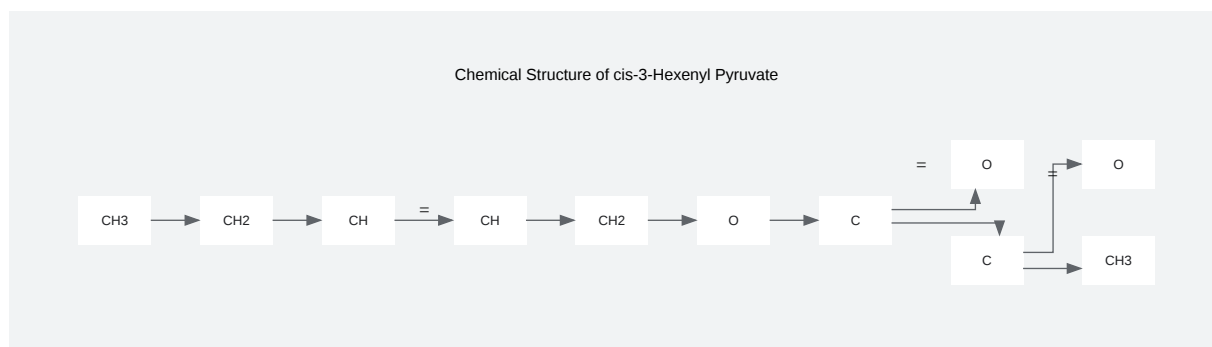 Chemical Structure of cis-3-Hexenyl Pyruvate
= O = O
CH3 CH2 CH = CH CH2 O C
C CH3